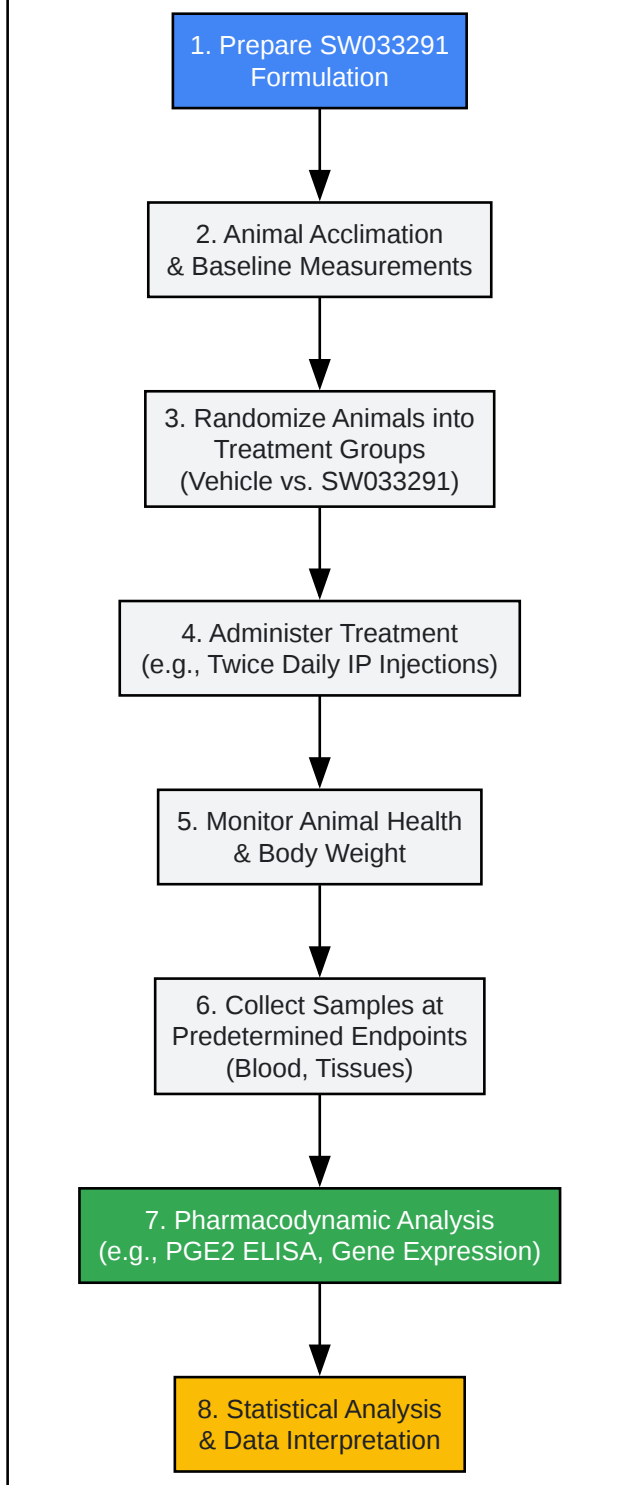 1. Prepare SW033291
Formulation
2. Animal Acclimation
& Baseline Measurements
3. Randomize Animals into
Treatment Groups
(Vehicle vs. SW033291)
4. Administer Treatment
(e.g., Twice Daily IP Injections)
5. Monitor Animal Health
& Body Weight
6. Collect Samples at
Predetermined Endpoints
(Blood, Tissues)
7. Pharmacodynamic Analysis
(e.g., PGE2 ELISA, Gene Expression)
8. Statistical Analysis
& Data Interpretation